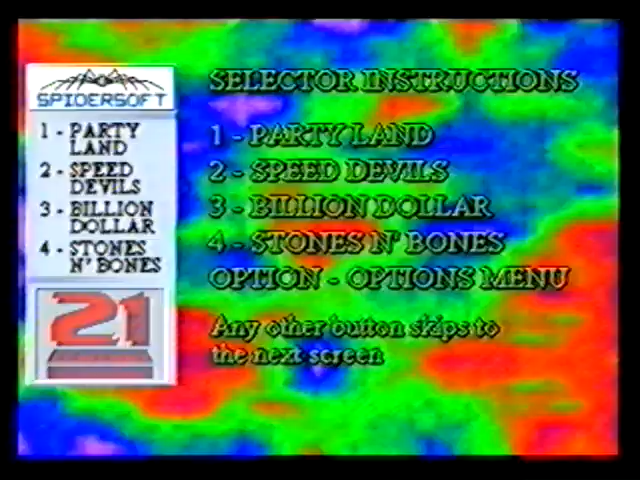 SPIDERSOFT
1 - PARTY
LAND
2 - SPEED
DEVILS
3 - BILLION
DOLLAR
4 - STONES
N' BONES
21
SELECTOR INSTRUCTIONS
1 - PARTY LAND
2 - SPEED DEVILS
3 - BILLION DOLLAR
4 - STONES N' BONES
OPTION - OPTIONS MENU
Any other button skips to
the next screen